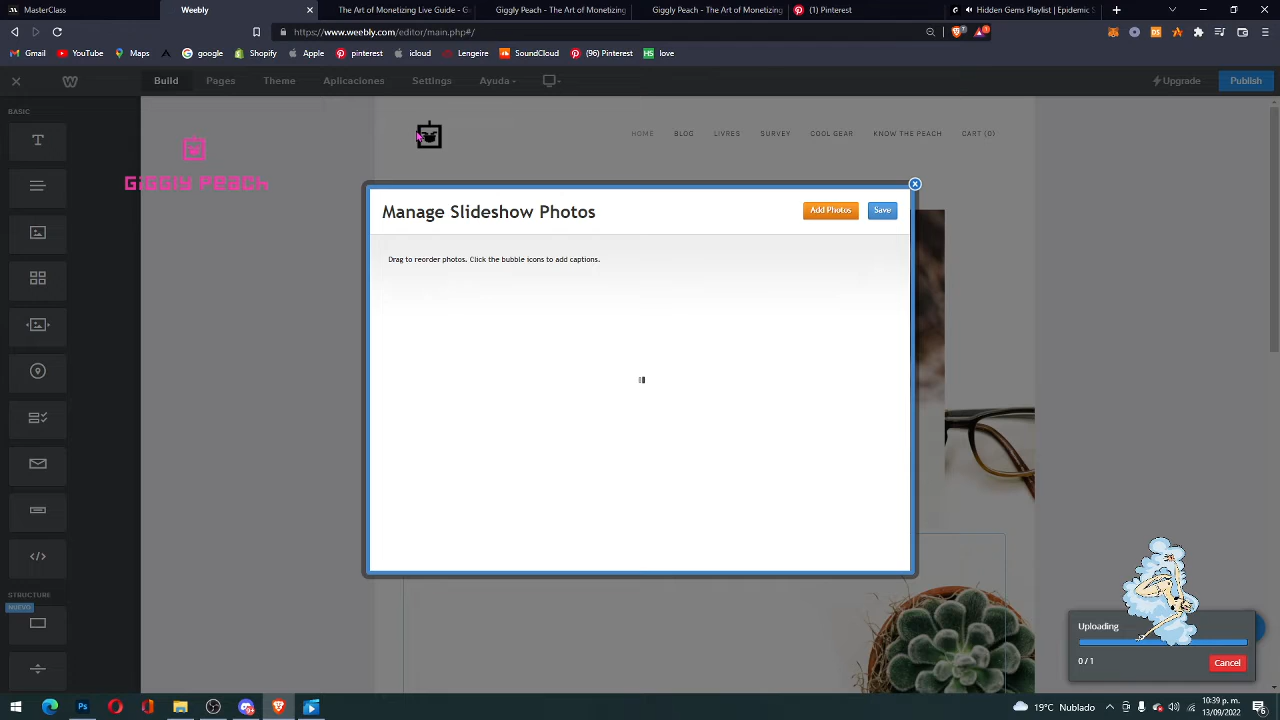 MasterClass
Weebly
The Art of Monetizing Live Guide - G
Giggly Peach - The Art of Monetizing
Giggly Peach - The Art of Monetizing
(1) Pinterest
Hidden Gems Playlist | Epidemic S
https://www.weebly.com/editor/main.php#/
Gmail
YouTube
Maps
google
Shopify
Apple
pinterest
icloud
Lengeire
SoundCloud
(96) Pinterest
HS love
Build
Pages
Theme
Aplicaciones
Settings
Ayuda
Upgrade
Publish
BASIC
Giggly Peach
HOME
BLOG
LIVRES
SURVEY
COOL GEAR
KNOW THE PEACH
CART (0)
Manage Slideshow Photos
Add Photos
Save
Drag to reorder photos. Click the bubble icons to add captions.
STRUCTURE
NUEVO
Uploading
0 / 1
Cancel
19°C Nublado
10:39 p. m.
13/09/2022